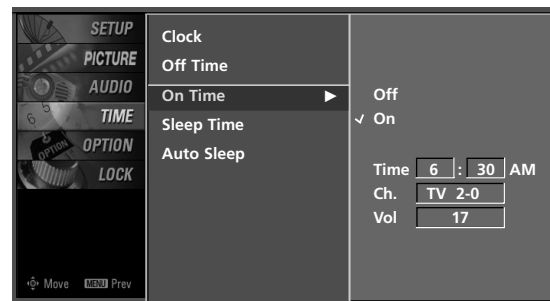 SETUP
PICTURE
AUDIO
TIME
OPTION
LOCK
Move MENU Prev
Clock
Off Time
On Time ►
Sleep Time
Auto Sleep
Off
✓ On
Time 6 : 30 AM
Ch. TV 2-0
Vol 17